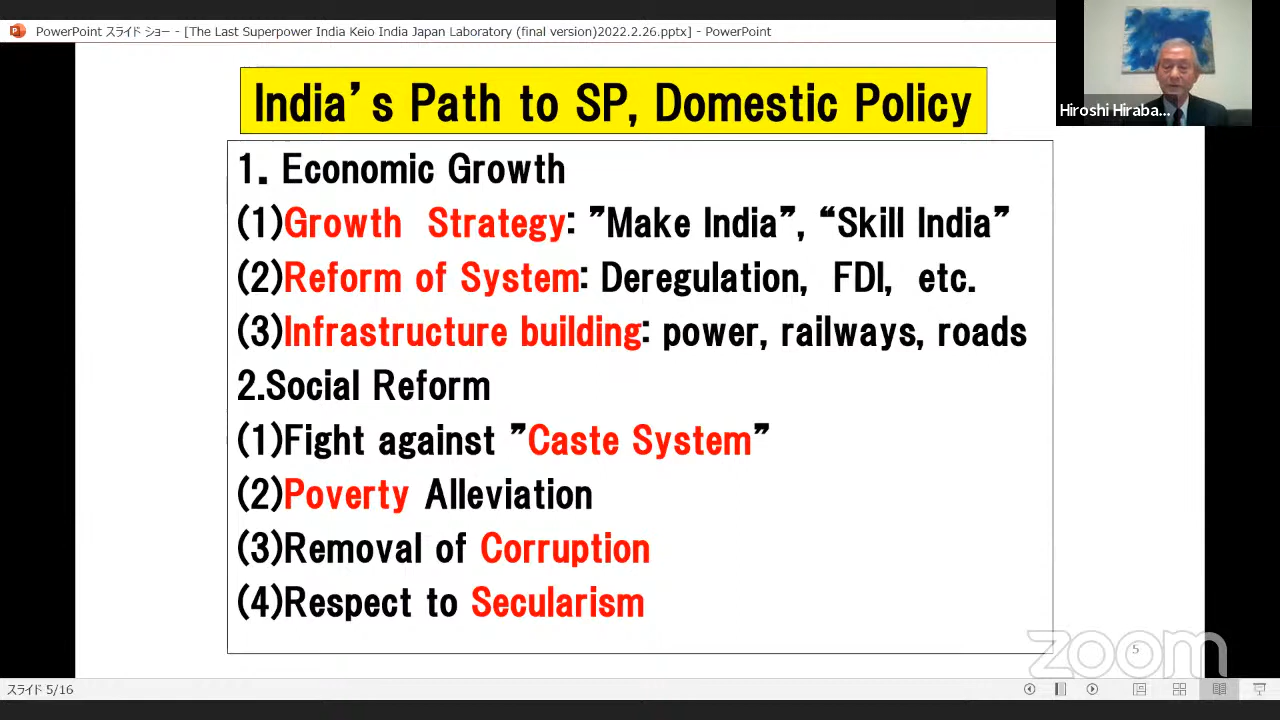 PowerPoint スライド ショー - [The Last Superpower India Keio India Japan Laboratory (final version)2022.2.26.pptx] - PowerPoint
Hiroshi Hiraba...
India’s Path to SP, Domestic Policy
1. Economic Growth
(1)Growth Strategy: ”Make India”, “Skill India”
(2)Reform of System: Deregulation, FDI, etc.
(3)Infrastructure building: power, railways, roads
2.Social Reform
(1)Fight against ”Caste System”
(2)Poverty Alleviation
(3)Removal of Corruption
(4)Respect to Secularism
zoom
5
スライド 5/16